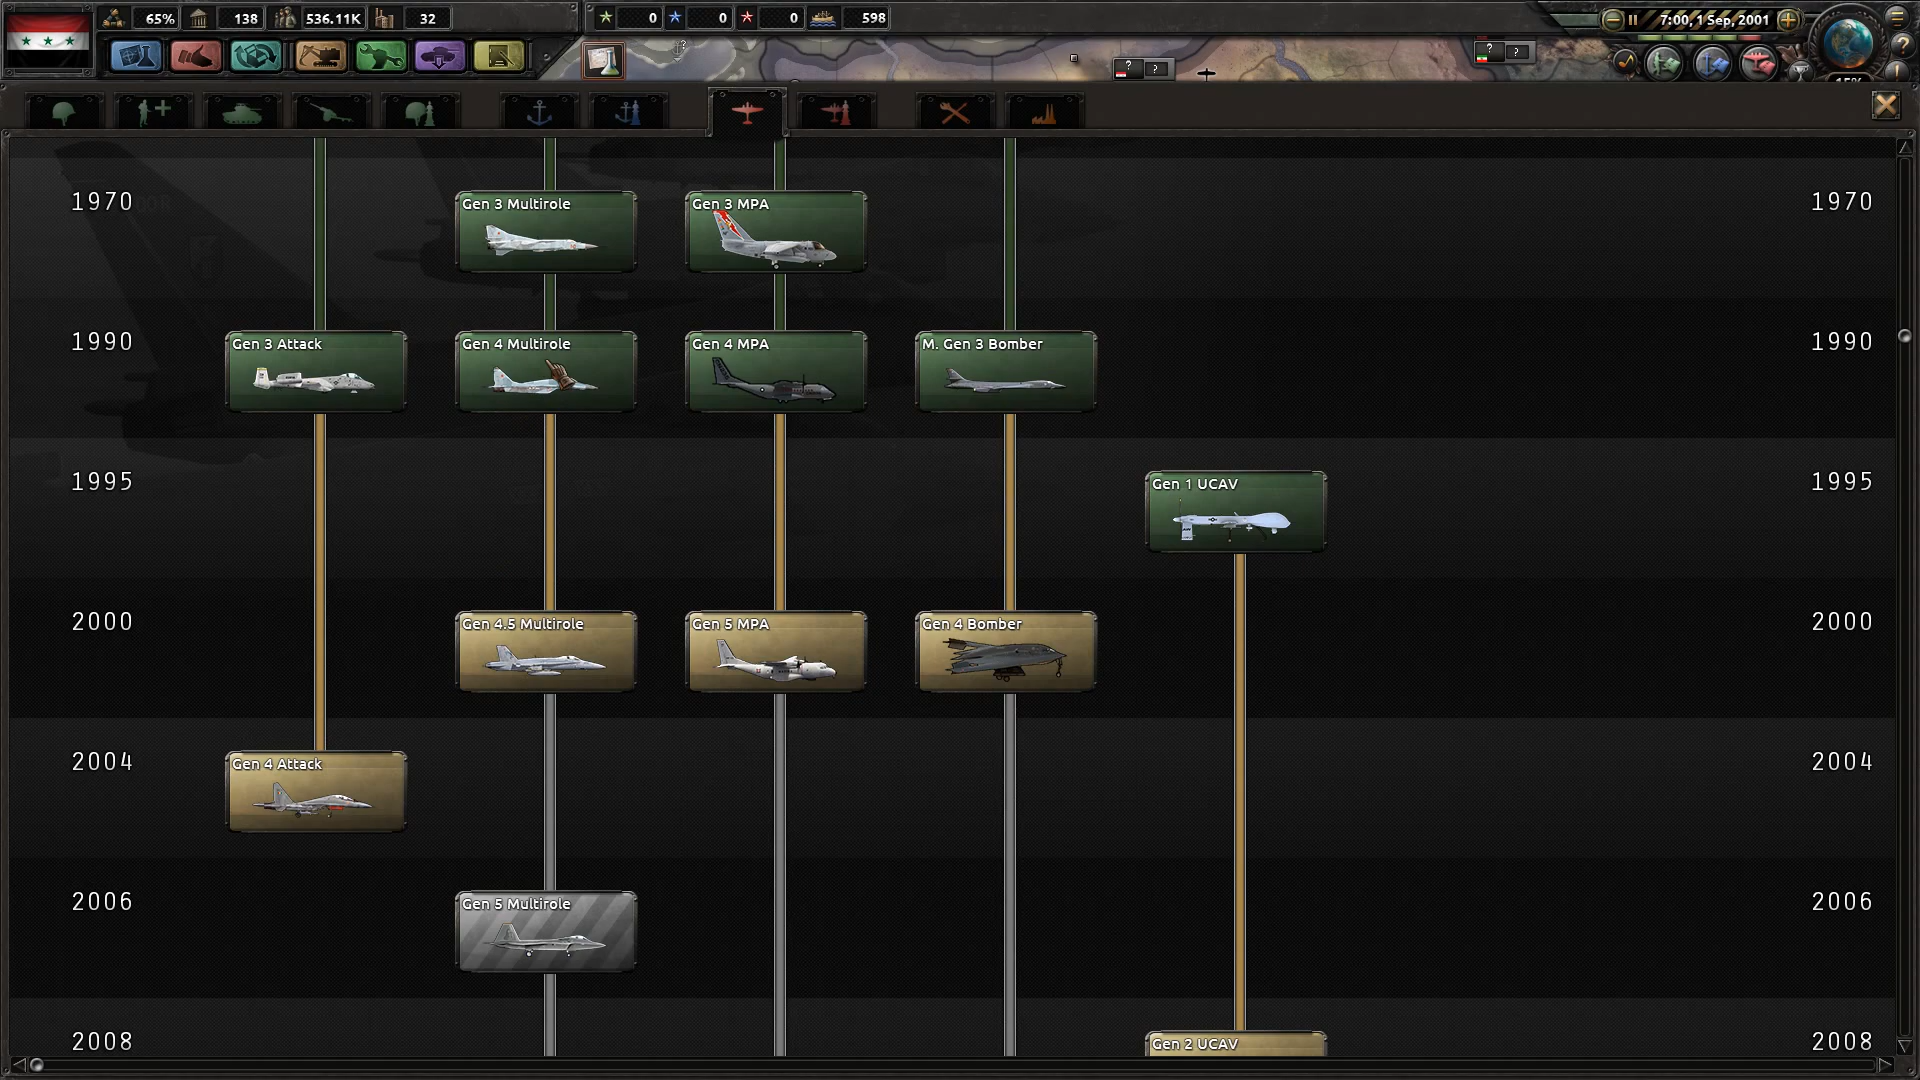 65% 138 536.11K 32 0 0 0 598 7:00, 1 Sep, 2001
? ? ? ? ? ?
15%
1970 Gen 3 Multirole Gen 3 MPA 1970
1990 Gen 3 Attack Gen 4 Multirole Gen 4 MPA M. Gen 3 Bomber 1990
1995 Gen 1 UCAV 1995
2000 Gen 4.5 Multirole Gen 5 MPA Gen 4 Bomber 2000
2004 Gen 4 Attack 2004
2006 Gen 5 Multirole 2006
2008 Gen 2 UCAV 2008